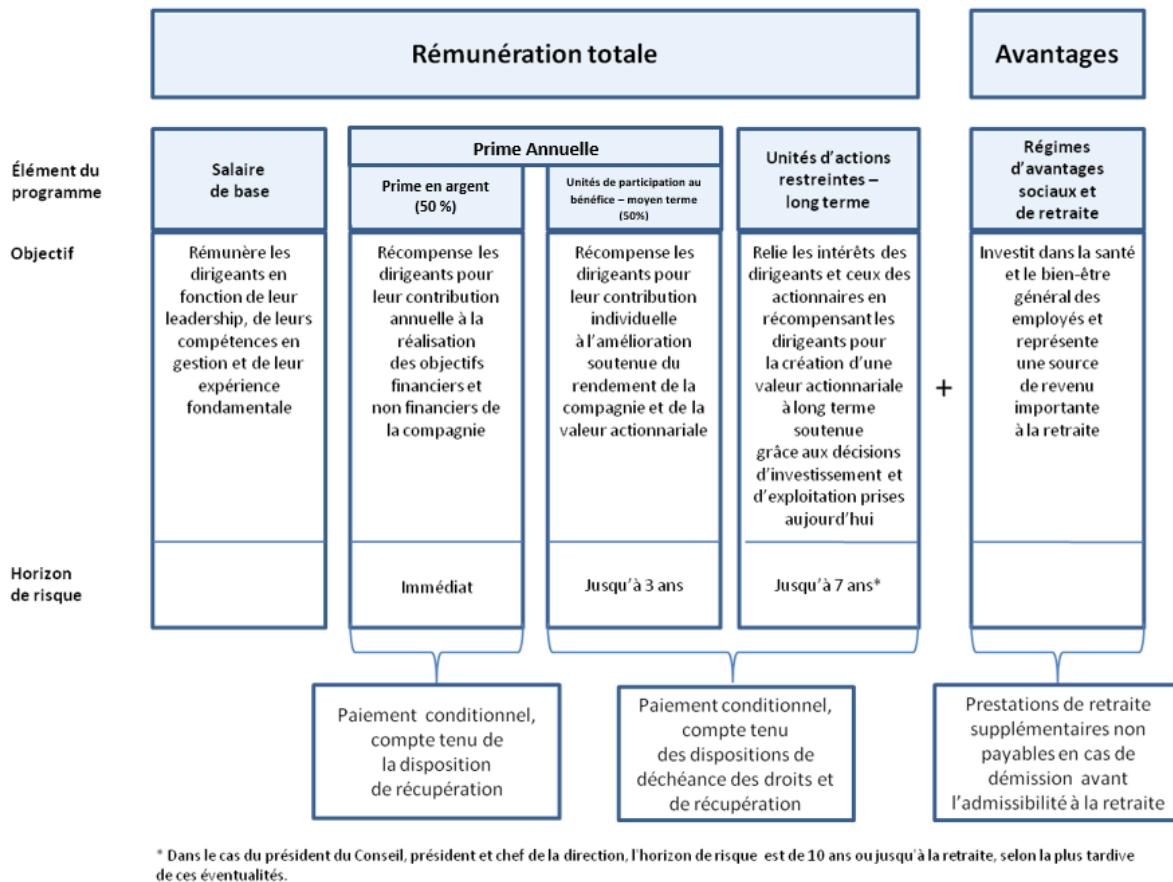 Rémunération totale
Avantages
Élément du
programme
Salaire
de base
Prime Annuelle
Prime en argent
(50 %)
Unités de participation au
bénéfice – moyen terme
(50%)
Unités d'actions
restreintes –
long terme
Régimes
d'avantages
sociaux et
de retraite
Objectif
Rémunère les
dirigeants en
fonction de leur
leadership, de leurs
compétences en
gestion et de leur
expérience
fondamentale
Récompense les
dirigeants pour
leur contribution
annuelle à la
réalisation
des objectifs
financiers et
non financiers de
la compagnie
Récompense les
dirigeants pour
leur contribution
individuelle
à l'amélioration
soutenue du
rendement de la
compagnie et de la
valeur actionnariale
Relie les intérêts des
dirigeants et ceux des
actionnaires en
récompensant les
dirigeants pour
la création d'une
valeur actionnariale
à long terme
soutenue
grâce aux décisions
d'investissement et
d'exploitation prises
aujourd'hui
+
Investit dans la santé
et le bien-être
général des
employés et
représente
une source
de revenu
importante
à la retraite
Horizon
de risque
Immédiat
Jusqu'à 3 ans
Jusqu'à 7 ans*
Paiement conditionnel,
compte tenu de
la disposition
de récupération
Paiement conditionnel,
compte tenu
des dispositions de
déchéance des droits et
de récupération
Prestations de retraite
supplémentaires non
payables en cas de
démission avant
l'admissibilité à la retraite
* Dans le cas du président du Conseil, président et chef de la direction, l'horizon de risque est de 10 ans ou jusqu'à la retraite, selon la plus tardive
de ces éventualités.